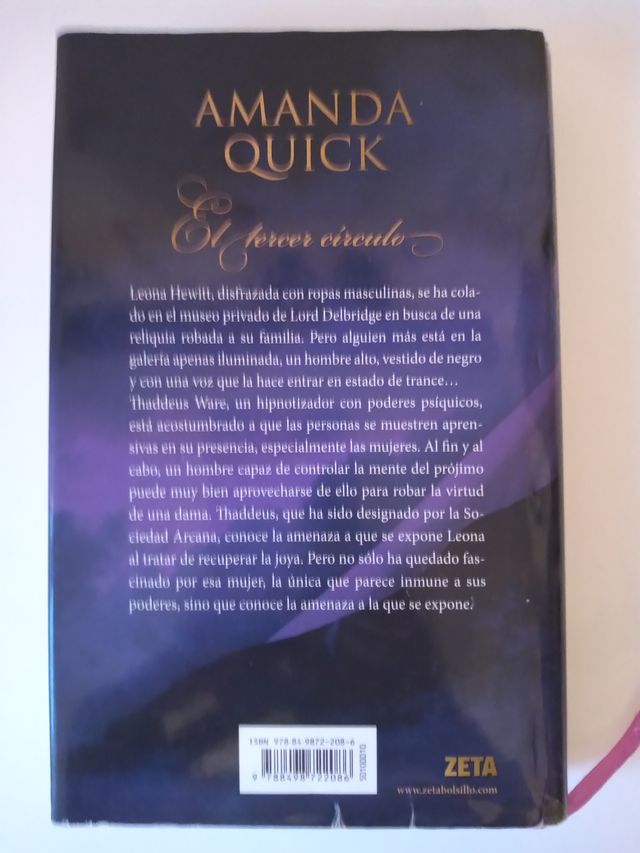 AMANDA
QUICK
El tercer círculo
Leona Hewitt, disfrazada con ropas masculinas, se ha cola-
do en el museo privado de Lord Delbridge en busca de una
reliquia robada a su familia. Pero alguien más está en la
galería apenas iluminada, un hombre alto, vestido de negro
y con una voz que la hace entrar en estado de trance...
Thaddeus Ware, un hipnotizador con poderes psíquicos,
está acostumbrado a que las personas se muestren apren-
sivas en su presencia, especialmente las mujeres. Al fin y al
cabo, un hombre capaz de controlar la mente del prójimo
puede muy bien aprovecharse de ello para robar la virtud
de una dama. Thaddeus, que ha sido designado por la So-
ciedad Arcana, conoce la amenaza a que se expone Leona
al tratar de recuperar la joya. Pero no sólo ha quedado fas-
cinado por esa mujer, la única que parece inmune a sus
poderes, sino que conoce la amenaza a la que se expone.
ISBN 978-84-9872-208-6
9 788498 722086
50100010
ZETA
www.zetabolsillo.com